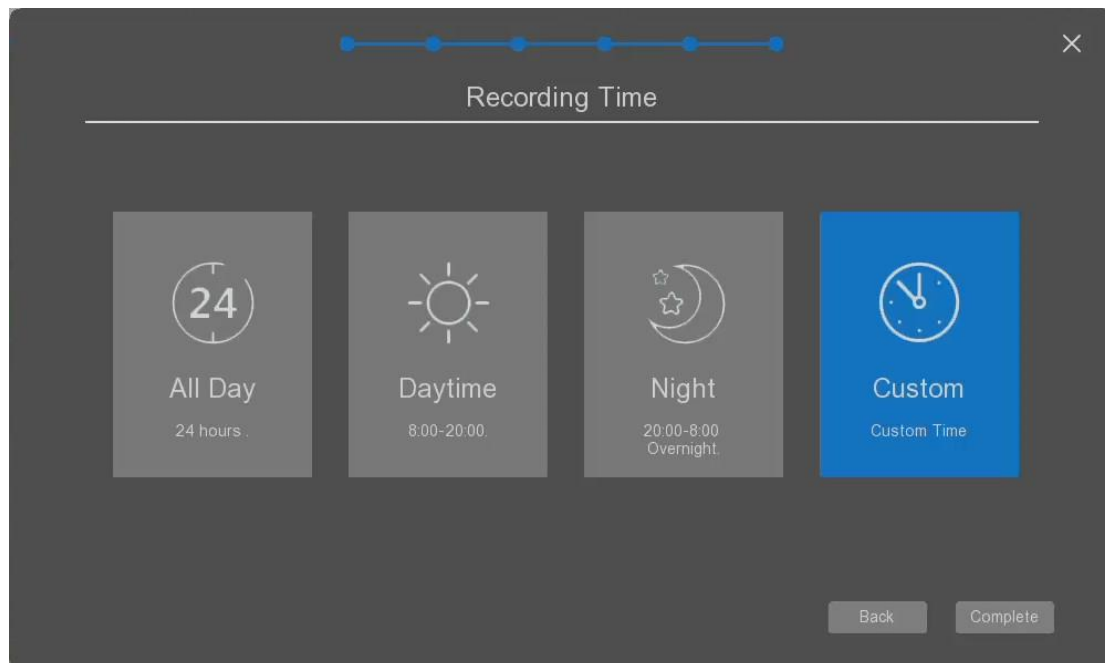 Recording Time
24
All Day
24 hours .
Daytime
8:00-20:00.
Night
20:00-8:00
Overnight.
Custom
Custom Time
Back
Complete